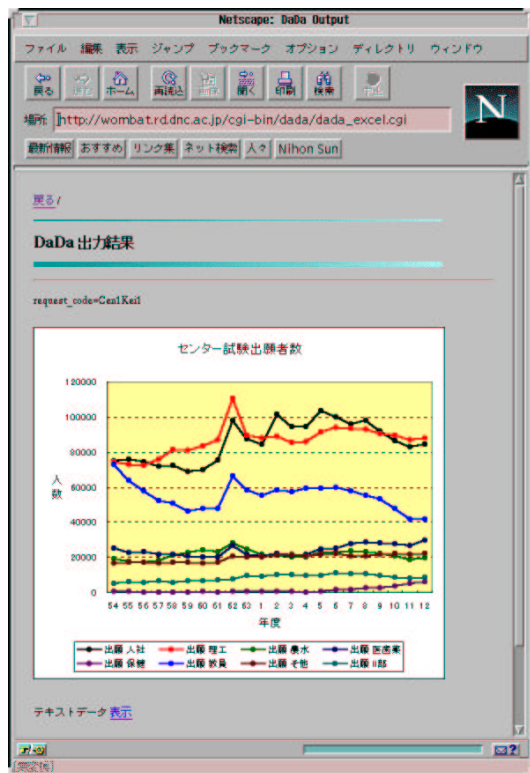 Netscape: DaDa Output
ファイル 編集 表示 ジャンプ ブックマーク オプション ディレクトリ ウィンドウ
戻る ホーム 再読込 開く 印刷 検索
場所: http://wombat.rd.dnc.ac.jp/cgi-bin/dada/dada_excel.cgi
N
最新情報 おすすめ リンク集 ネット検索 人々 Nihon Sun
戻る/
DaDa 出力結果
request_code=Cen1Kei1
センター試験出願者数
120000
100000
80000
60000
40000
20000
0
人数
54 55 56 57 58 59 60 61 62 63 1 2 3 4 5 6 7 8 9 10 11 12
年度
出願 人社 出願 理工 出願 農水 出願 医歯薬
出願 保健 出願 教員 出願 その他 出願 II部
テキストデータ 表示